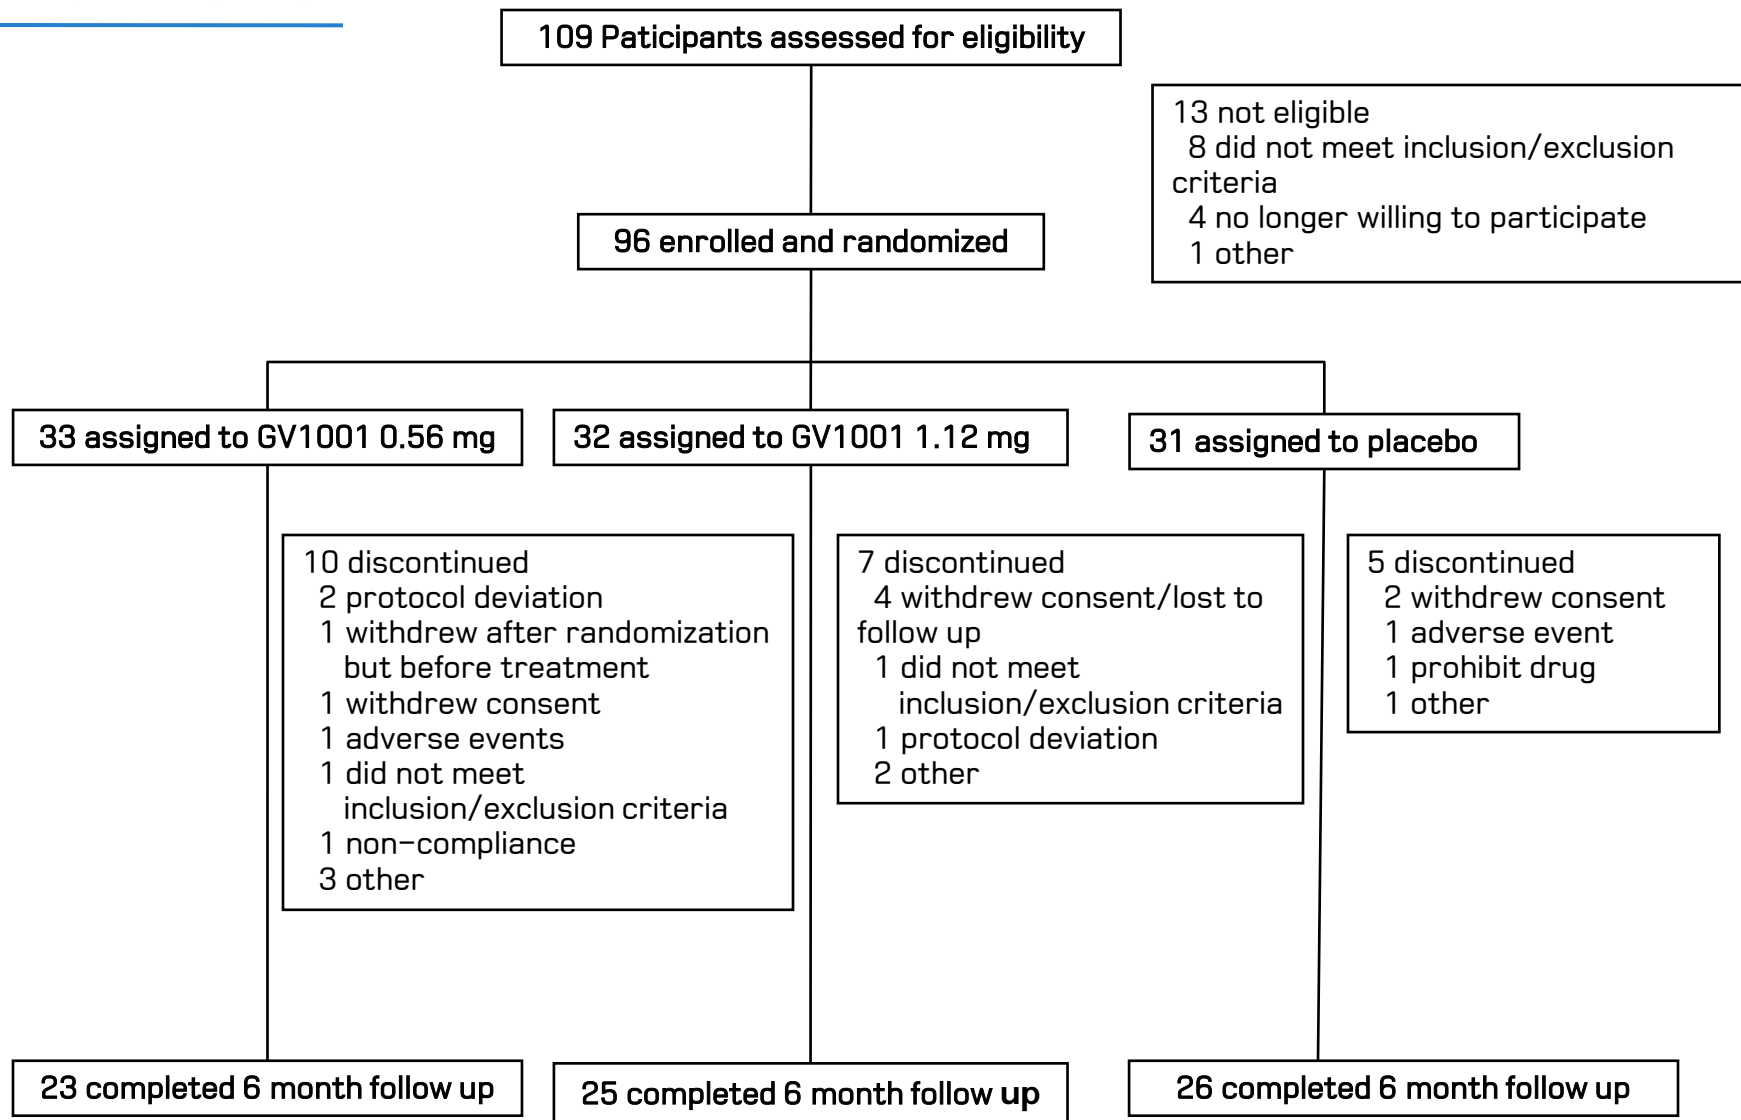 109 Paticipants assessed for eligibility
13 not eligible
8 did not meet inclusion/exclusion
criteria
4 no longer willing to participate
1 other
96 enrolled and randomized
33 assigned to GV1001 0.56 mg
32 assigned to GV1001 1.12 mg
31 assigned to placebo
10 discontinued
2 protocol deviation
1 withdrew after randomization
but before treatment
1 withdrew consent
1 adverse events
1 did not meet
inclusion/exclusion criteria
1 non-compliance
3 other
7 discontinued
4 withdrew consent/lost to
follow up
1 did not meet
inclusion/exclusion criteria
1 protocol deviation
2 other
5 discontinued
2 withdrew consent
1 adverse event
1 prohibit drug
1 other
23 completed 6 month follow up
25 completed 6 month follow up
26 completed 6 month follow up